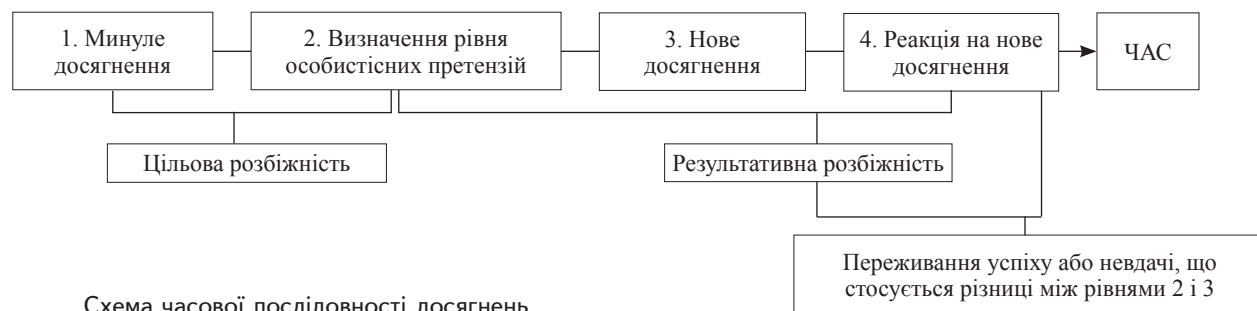 1. Минуле
досягнення
2. Визначення рівня
особистісних претензій
3. Нове
досягнення
4. Реакція на нове
досягнення
ЧАС
Цільова розбіжність
Результативна розбіжність
Переживання успіху або невдачі, що
стосується різниці між рівнями 2 і 3
Схема часової послідовності досягнень